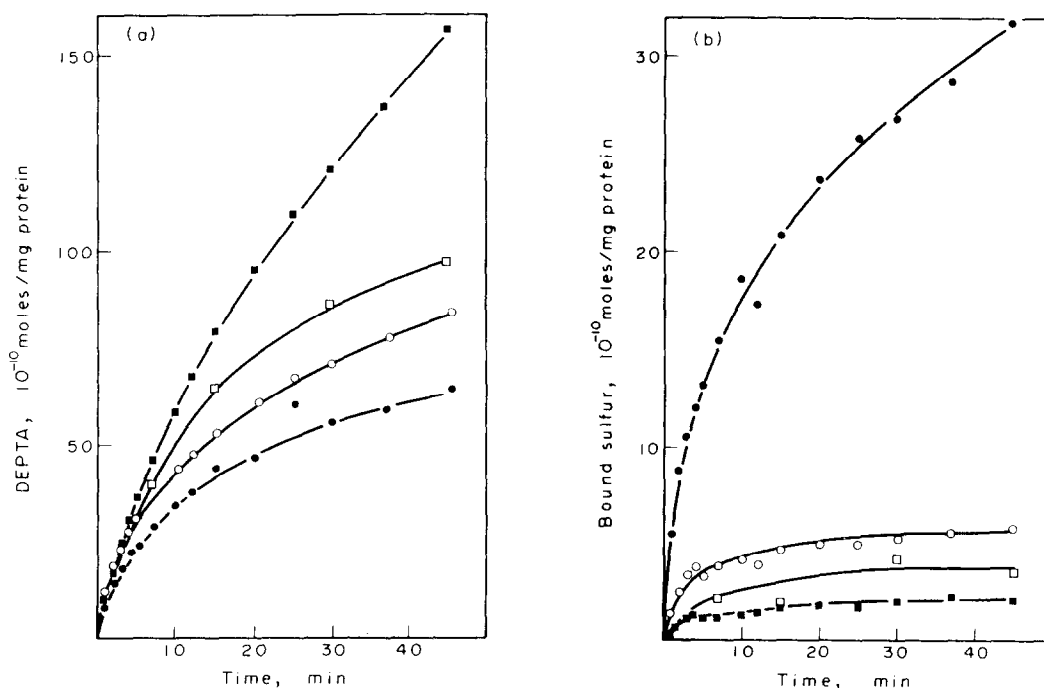 (a)
150
100
50
DEPTA, 10⁻¹⁰ moles/mg protein
10 20 30 40
Time, min
(b)
30
20
10
Bound sulfur, 10⁻¹⁰ moles/mg protein
10 20 30 40
Time, min